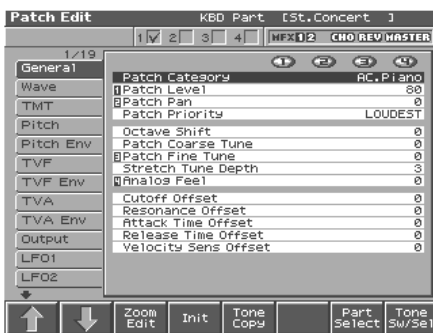 Patch Edit KBD Part [St.Concert ]
1 2 3 4 MFX 1 2 CHO REV MASTER
1/19
General
Wave
TMT
Pitch
Pitch Env
TVF
TVF Env
TVA
TVA Env
Output
LFO1
LFO2
1 2 3 4
Patch Category AC.Piano
1 Patch Level 80
2 Patch Pan 0
Patch Priority LOUDEST
Octave Shift 0
Patch Coarse Tune 0
3 Patch Fine Tune 0
Stretch Tune Depth 3
4 Analog Feel 0
Cutoff Offset 0
Resonance Offset 0
Attack Time Offset 0
Release Time Offset 0
Velocity Sens Offset 0
Zoom Edit Init Tone Copy Part Select Tone Sw/Sel